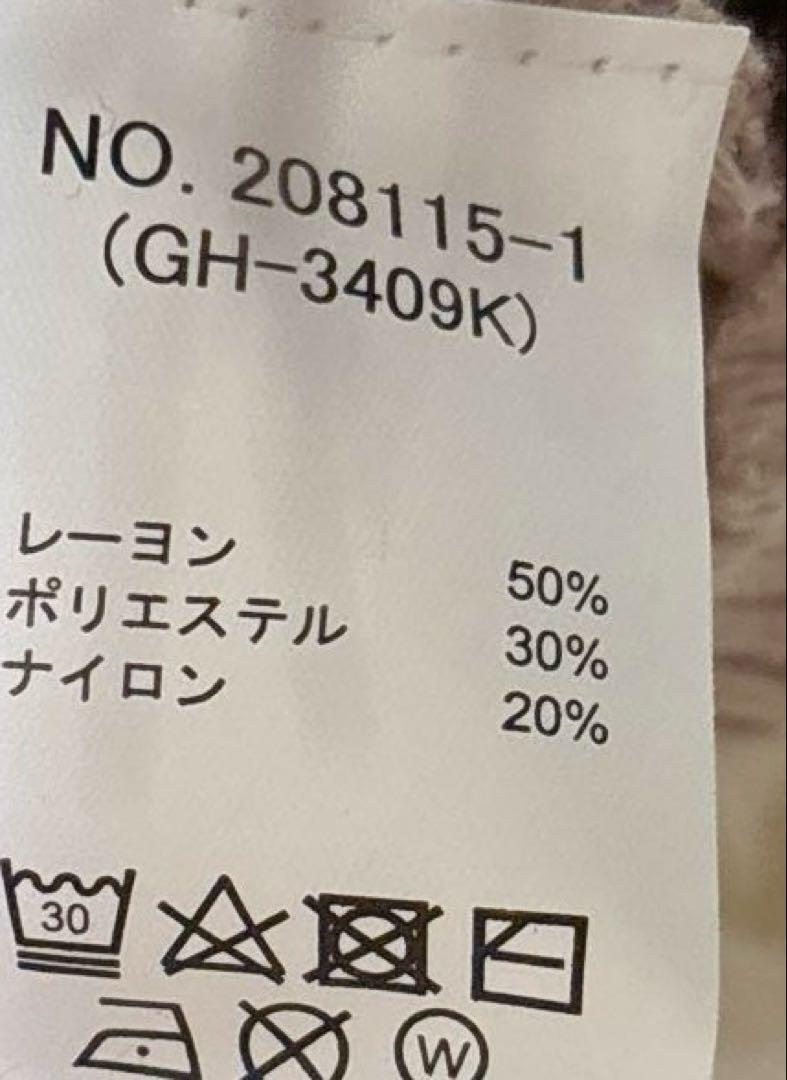 NO. 208115-1
(GH-3409K)
レーヨン 50%
ポリエステル 30%
ナイロン 20%
30
W